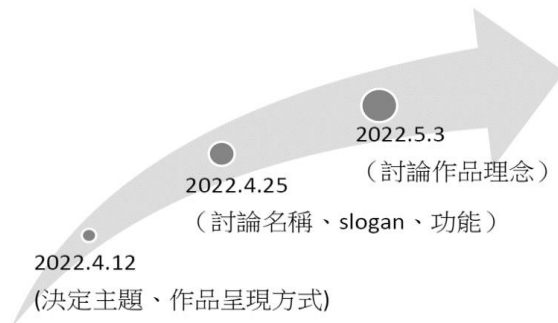 2022.5.3
（討論作品理念）
2022.4.25
（討論名稱、slogan、功能）
2022.4.12
(決定主題、作品呈現方式)